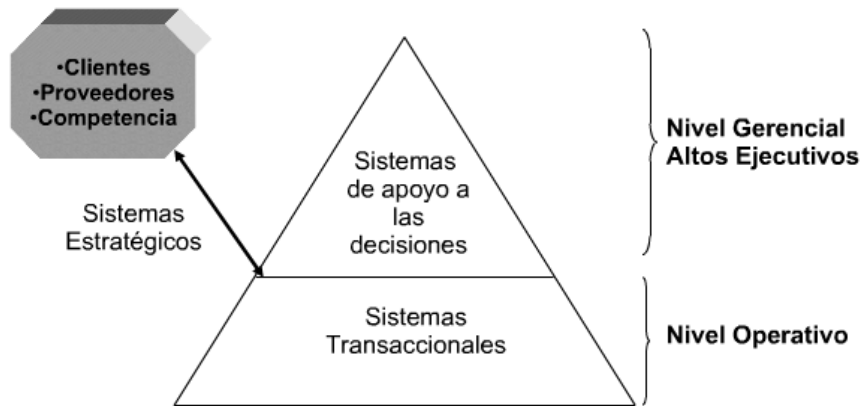 •Clientes
•Proveedores
•Competencia
Sistemas
Estratégicos
Sistemas
de apoyo a
las
decisiones
Nivel Gerencial
Altos Ejecutivos
Sistemas
Transaccionales
Nivel Operativo